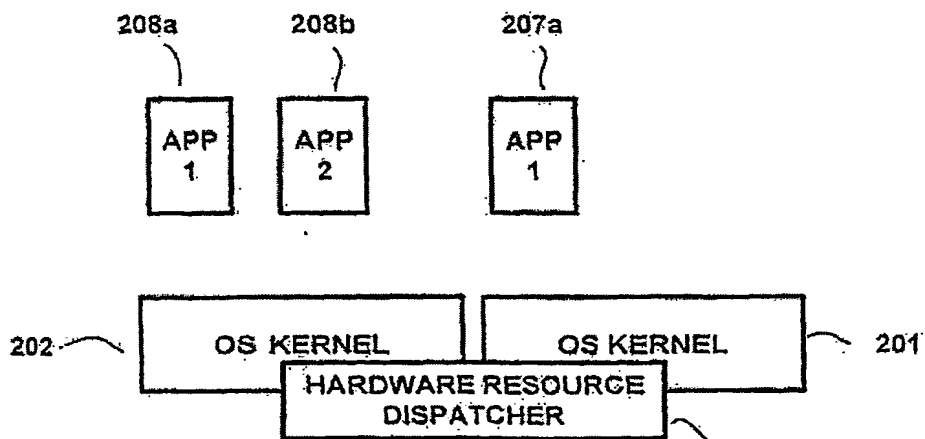 208a 208b 207a
APP 1 APP 2 APP 1
202 OS KERNEL OS KERNEL 201
HARDWARE RESOURCE
DISPATCHER